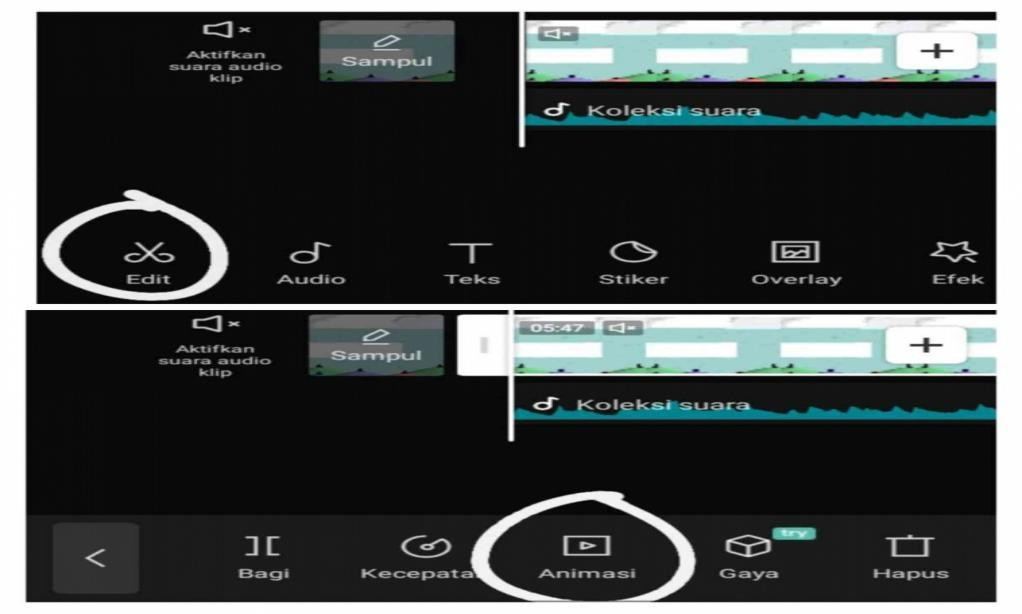 Aktifkan
suara audio
klip
Sampul
Koleksi suara
Edit
Audio
Teks
Stiker
Overlay
Efek
Aktifkan
suara audio
klip
Sampul
05:47
Koleksi suara
Bagi
Kecepata
Animasi
try
Gaya
Hapus